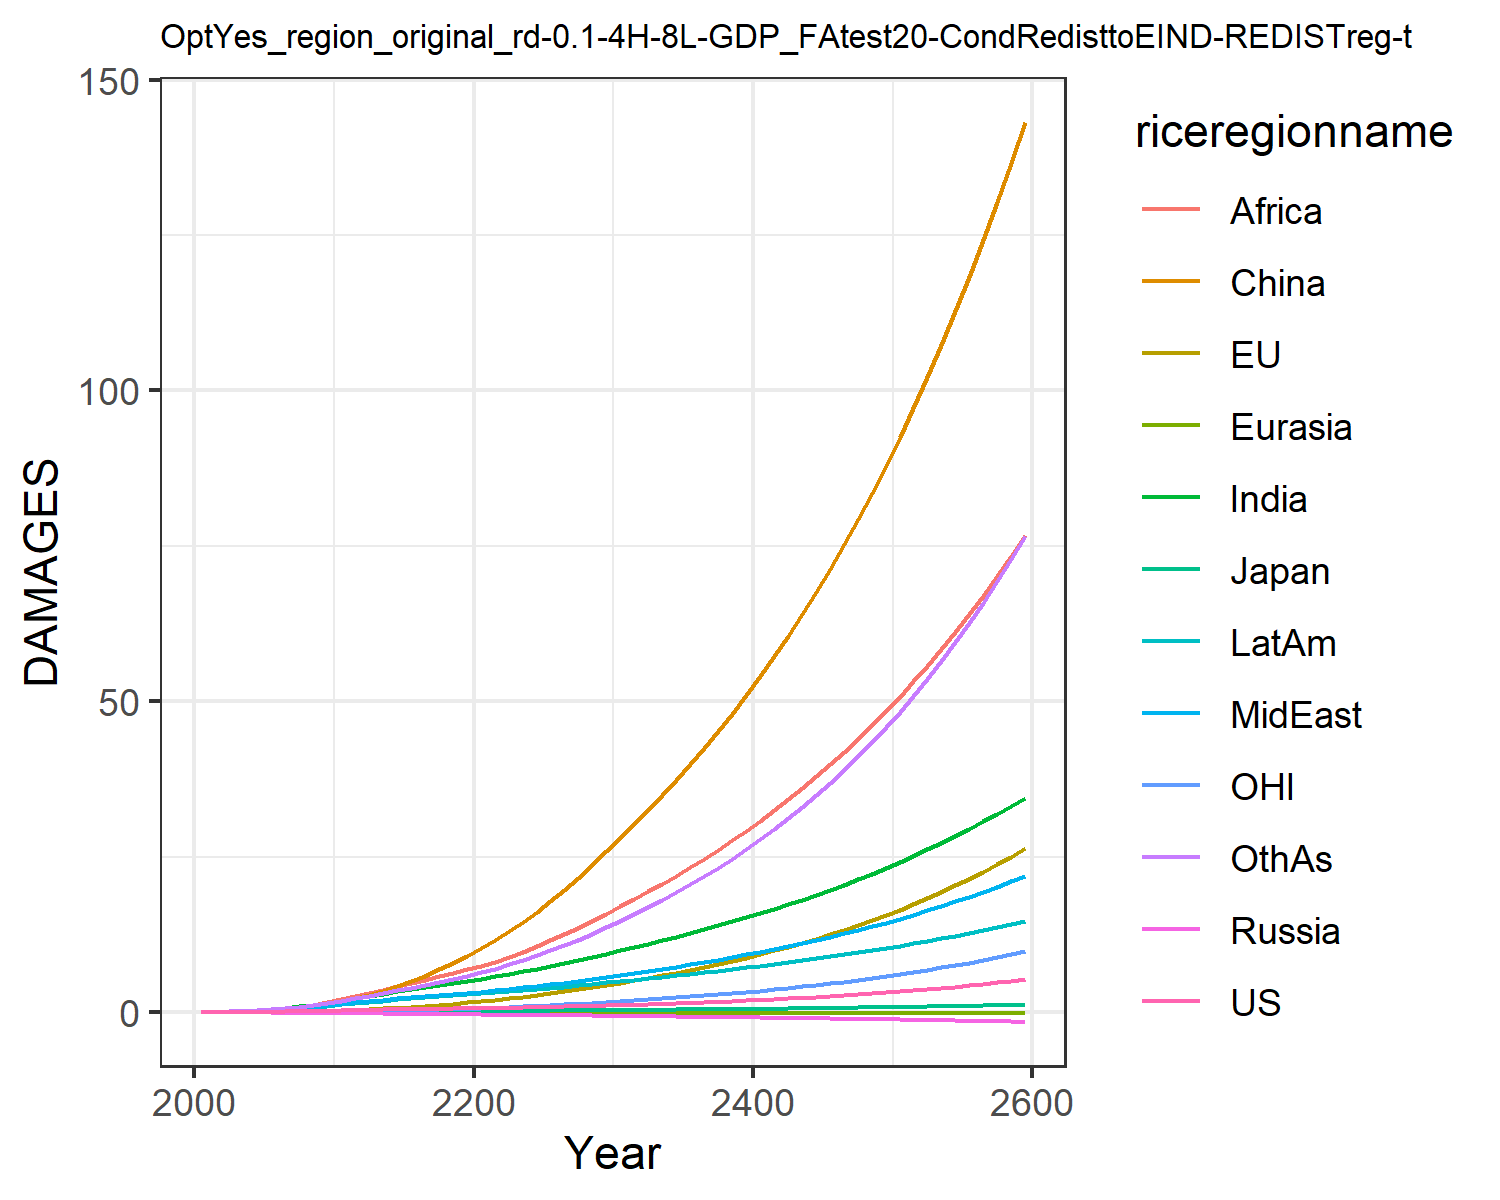 OptYes_region_original_rd-0.1-4H-8L-GDP_FAtest20-CondRedisttoEIND-REDISTreg-t
150
100
50
0
DAMAGES
2000 2200 2400 2600
Year
riceregionname
Africa
China
EU
Eurasia
India
Japan
LatAm
MidEast
OHI
OthAs
Russia
US